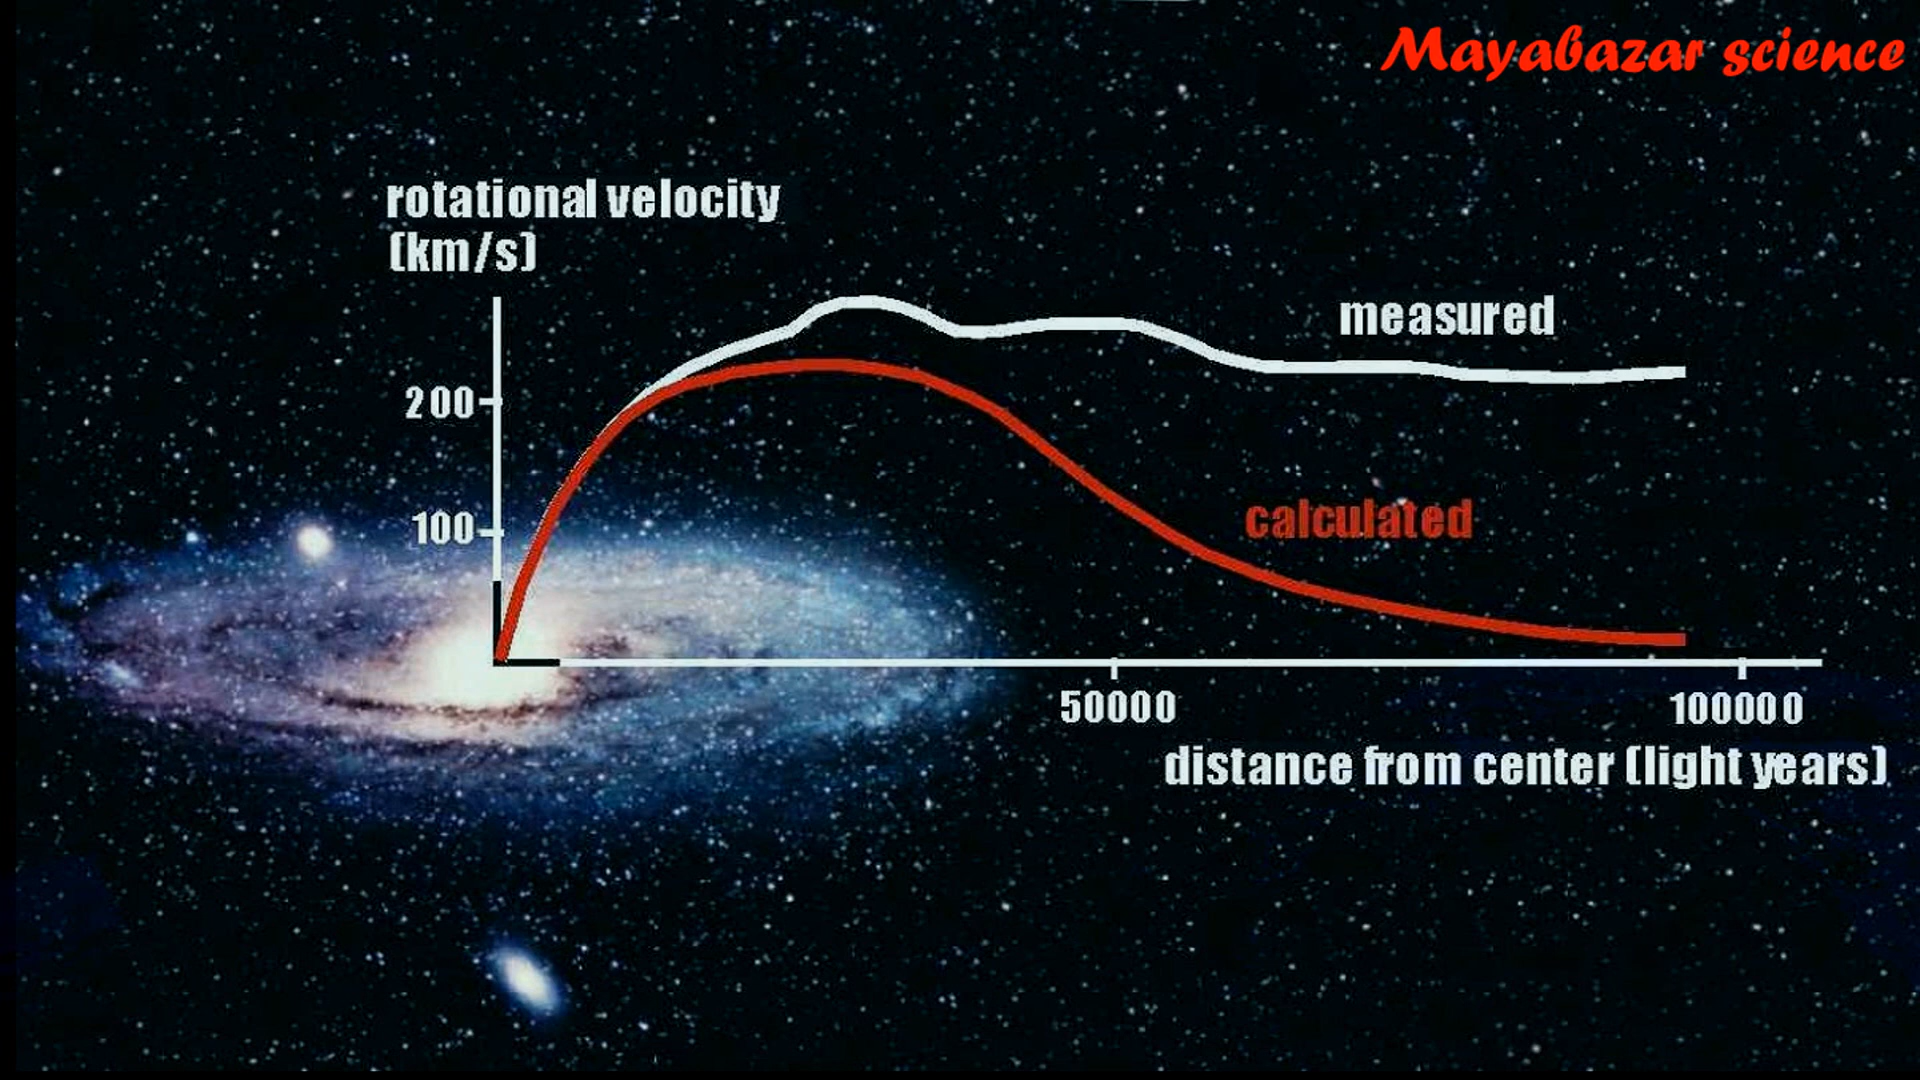 Mayabazar science
rotational velocity
(km/s)
measured
200
calculated
100
50000
100000
distance from center (light years)